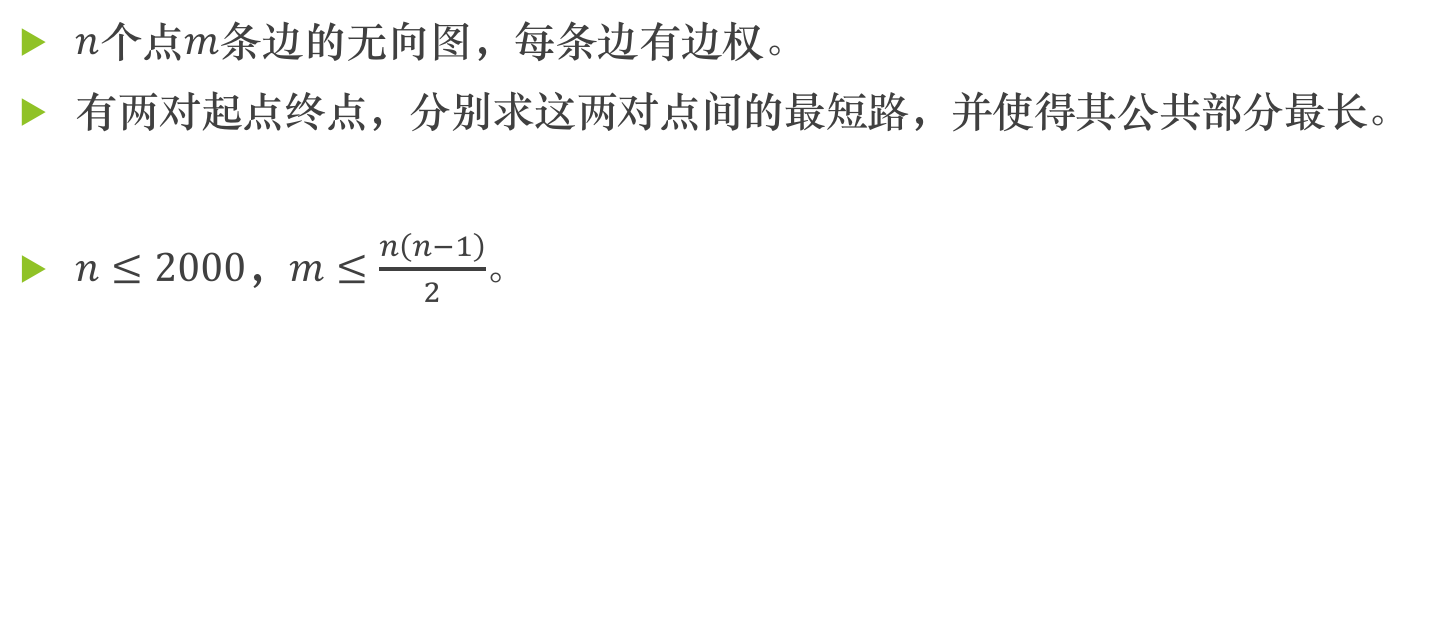 n个点m条边的无向图，每条边有边权。
有两对起点终点，分别求这两对点间的最短路，并使得其公共部分最长。
n ≤ 2000，m ≤ \frac{n(n−1)}{2}。